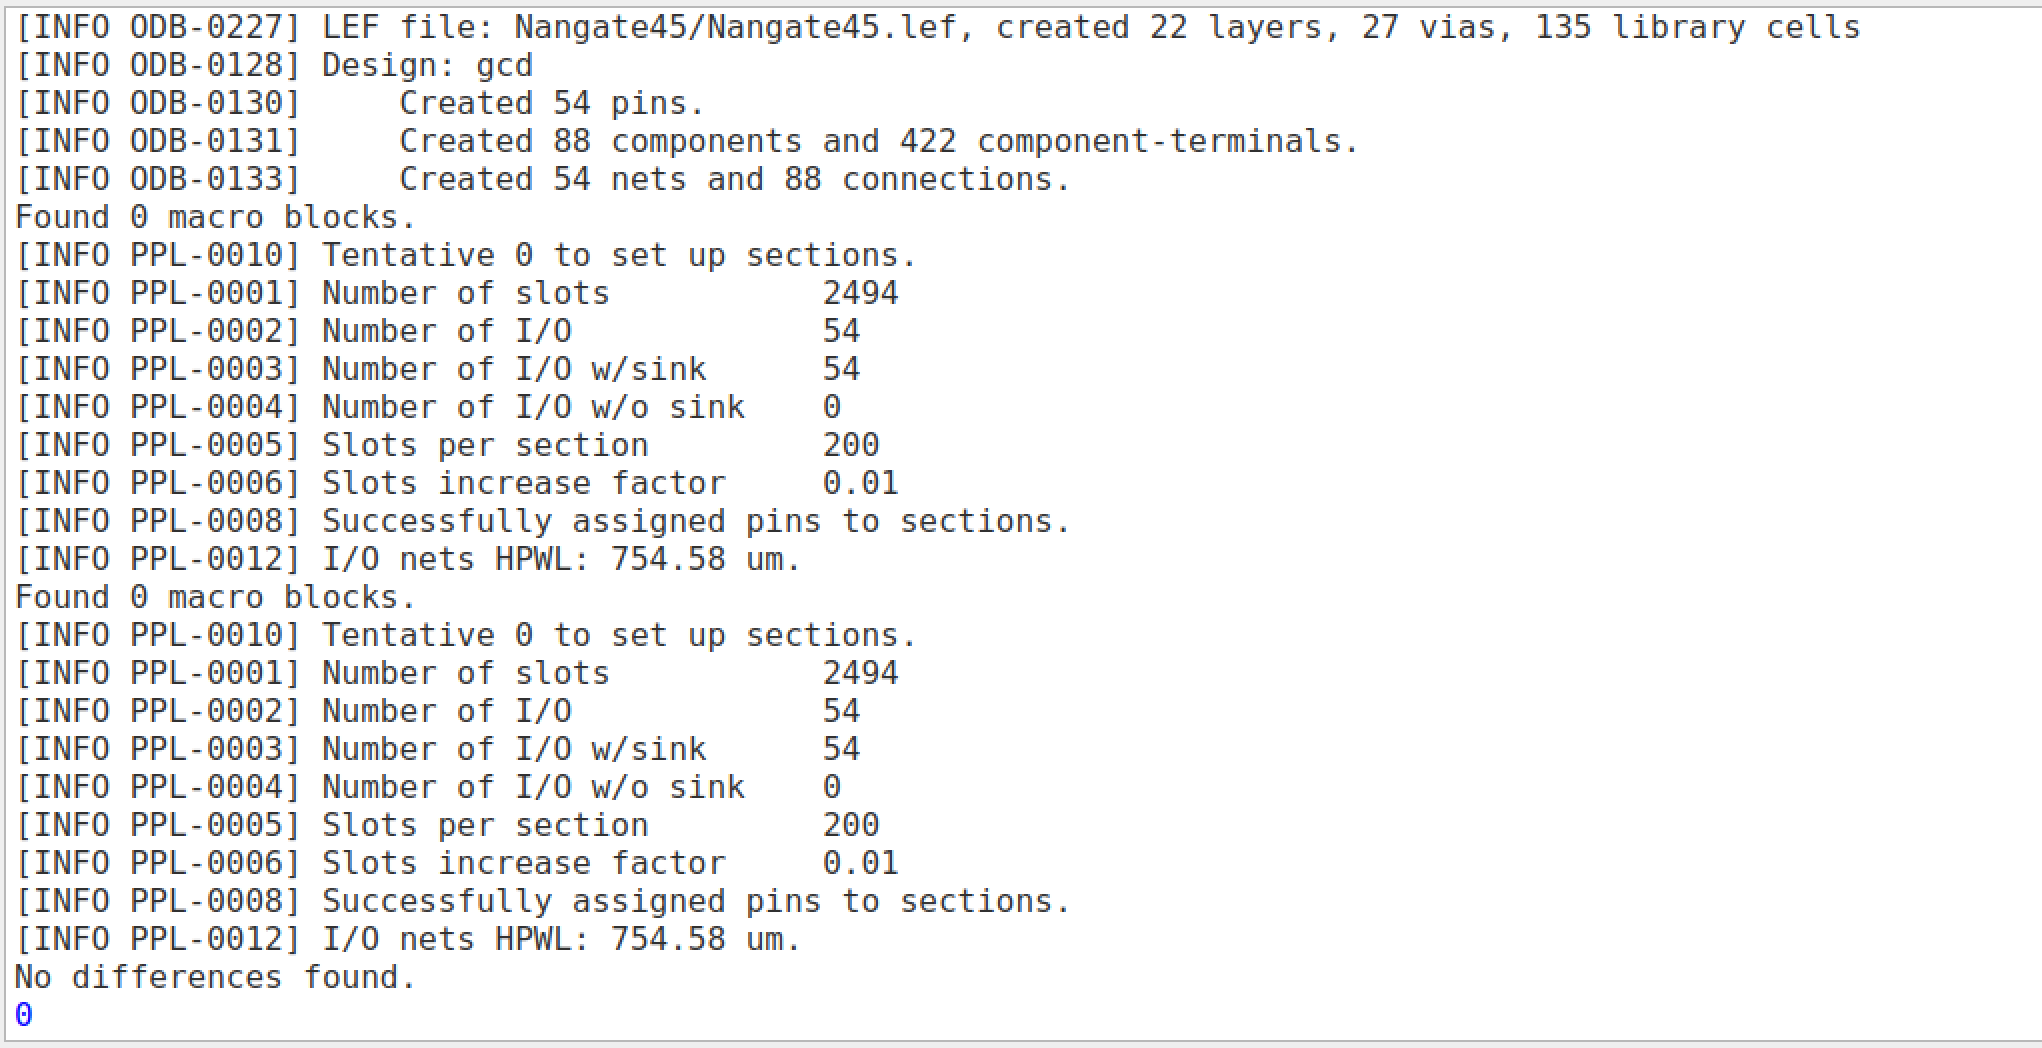 [INFO ODB-0227] LEF file: Nangate45/Nangate45.lef, created 22 layers, 27 vias, 135 library cells
[INFO ODB-0128] Design: gcd
[INFO ODB-0130]     Created 54 pins.
[INFO ODB-0131]     Created 88 components and 422 component-terminals.
[INFO ODB-0133]     Created 54 nets and 88 connections.
Found 0 macro blocks.
[INFO PPL-0010] Tentative 0 to set up sections.
[INFO PPL-0001] Number of slots           2494
[INFO PPL-0002] Number of I/O             54
[INFO PPL-0003] Number of I/O w/sink      54
[INFO PPL-0004] Number of I/O w/o sink    0
[INFO PPL-0005] Slots per section         200
[INFO PPL-0006] Slots increase factor     0.01
[INFO PPL-0008] Successfully assigned pins to sections.
[INFO PPL-0012] I/O nets HPWL: 754.58 um.
Found 0 macro blocks.
[INFO PPL-0010] Tentative 0 to set up sections.
[INFO PPL-0001] Number of slots           2494
[INFO PPL-0002] Number of I/O             54
[INFO PPL-0003] Number of I/O w/sink      54
[INFO PPL-0004] Number of I/O w/o sink    0
[INFO PPL-0005] Slots per section         200
[INFO PPL-0006] Slots increase factor     0.01
[INFO PPL-0008] Successfully assigned pins to sections.
[INFO PPL-0012] I/O nets HPWL: 754.58 um.
No differences found.
0